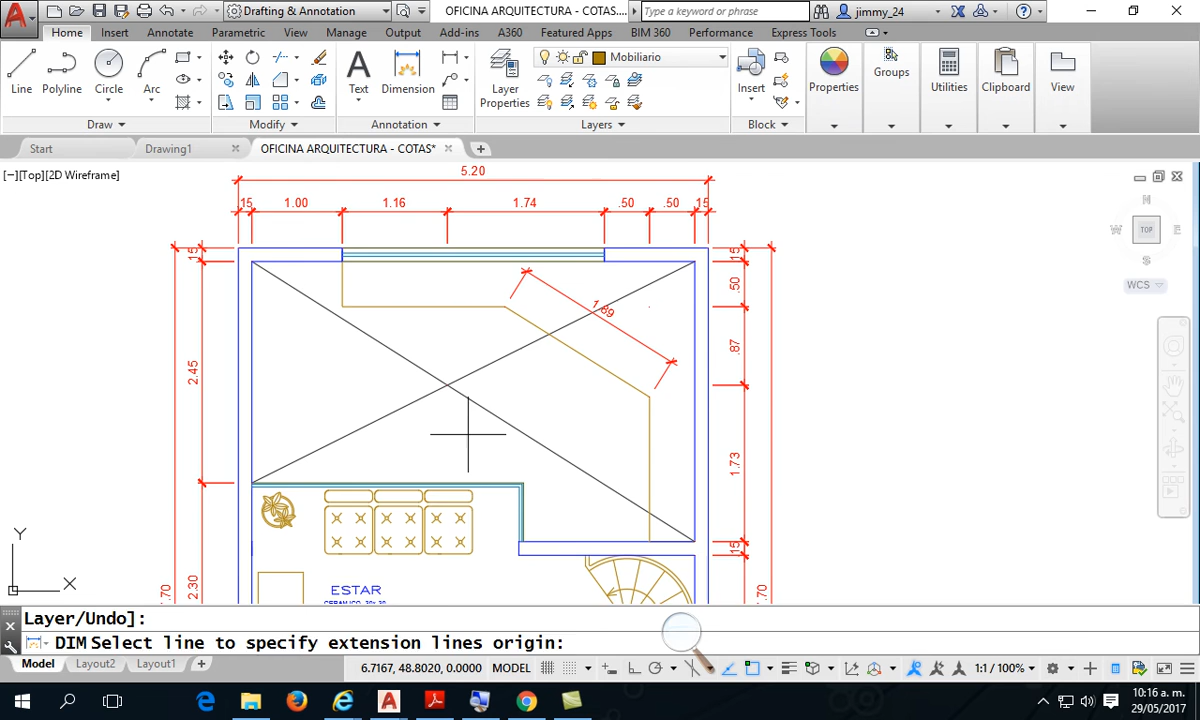 A
Drafting & Annotation
OFICINA ARQUITECTURA - COTAS....
Type a keyword or phrase
jimmy_24
Home Insert Annotate Parametric View Manage Output Add-ins A360 Featured Apps BIM 360 Performance Express Tools
Line Polyline Circle Arc
Text Dimension
Layer Properties
Mobiliario
Insert
Properties Groups Utilities Clipboard View
Draw Modify Annotation Layers Block
Start Drawing1 OFICINA ARQUITECTURA - COTAS*
[−][Top][2D Wireframe]
5.20
15 1.00 1.16 1.74 .50 .50 15
N
W TOP E
S
WCS
15 15
.50
1.89
.87
2.45
1.73
15
2.30
.70 .70
ESTAR
Y
X
Layer/Undo]:
DIM Select line to specify extension lines origin:
Model Layout2 Layout1
6.7167, 48.8020, 0.0000 MODEL 1:1 / 100%
10:16 a. m.
29/05/2017